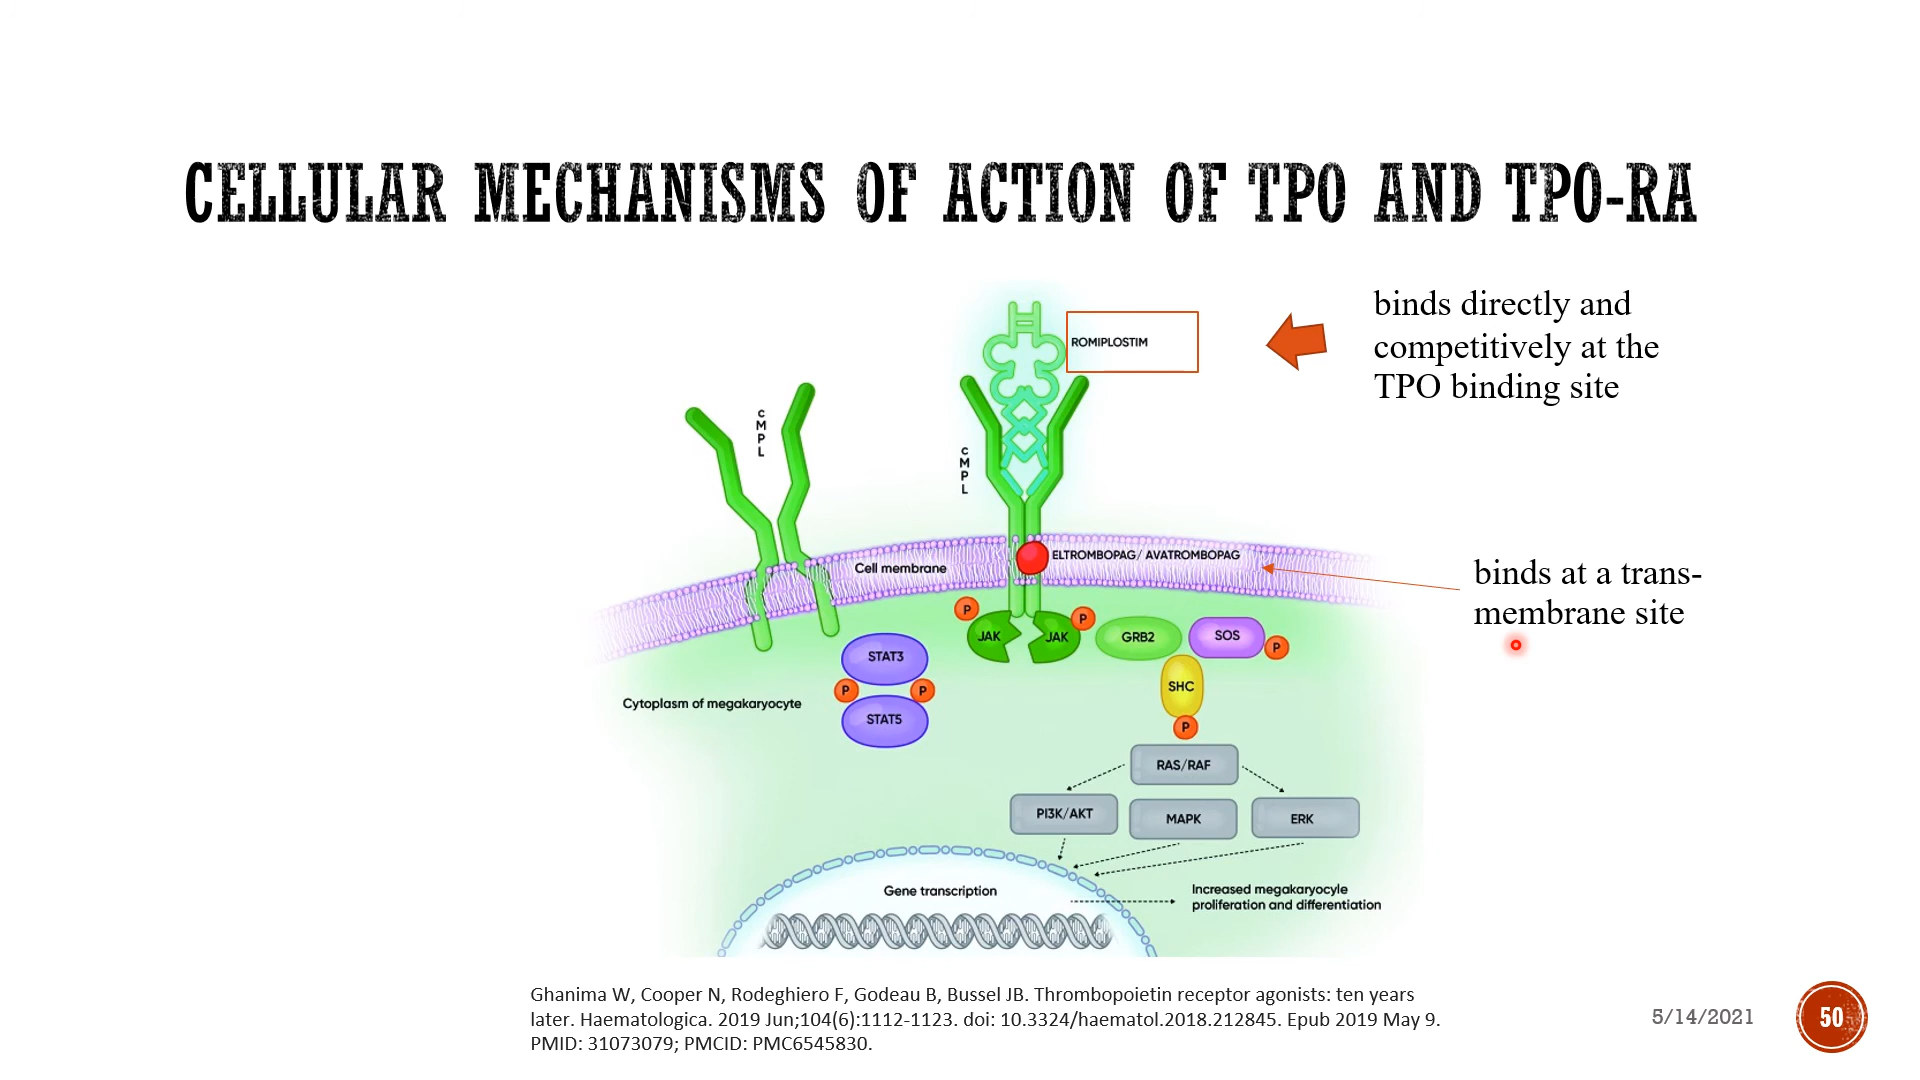 CELLULAR MECHANISMS OF ACTION OF TPO AND TPO-RA
ROMIPLOSTIM
binds directly and
competitively at the
TPO binding site
cMPL
cMPL
ELTROMBOPAG/ AVATROMBOPAG
Cell membrane
binds at a trans-
membrane site
P
P
JAK
JAK
GRB2
SOS
P
STAT3
P
P
STAT5
SHC
P
Cytoplasm of megakaryocyte
RAS/RAF
PI3K/AKT
MAPK
ERK
Gene transcription
Increased megakaryocyle
proliferation and differentiation
Ghanima W, Cooper N, Rodeghiero F, Godeau B, Bussel JB. Thrombopoietin receptor agonists: ten years
later. Haematologica. 2019 Jun;104(6):1112-1123. doi: 10.3324/haematol.2018.212845. Epub 2019 May 9.
PMID: 31073079; PMCID: PMC6545830.
5/14/2021
50